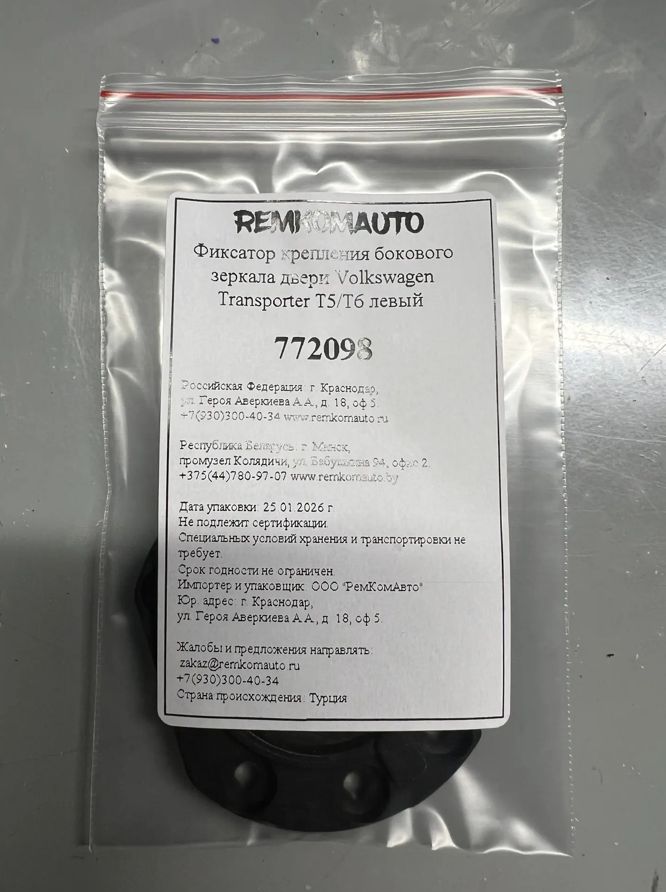 REMKOMAUTO
Фиксатор крепления бокового
зеркала двери Volkswagen
Transporter T5/T6 левый
772098
Российская Федерация г. Краснодар,
ул. Героя Аверкиева А.А., д. 18, оф 5.
+7(930)300-40-34 www.remkomauto.ru
Республика Беларусь, г. Минск,
промузел Колядичи, ул. Бабушкина 94, офис 2.
+375(44)780-97-07 www.remkomauto.by
Дата упаковки: 25.01.2026 г.
Не подлежит сертификации.
Специальных условий хранения и транспортировки не
требует.
Срок годности не ограничен.
Импортер и упаковщик: ООО "РемКомАвто"
Юр. адрес: г. Краснодар,
ул. Героя Аверкиева А.А., д. 18, оф 5.
Жалобы и предложения направлять:
zakaz@remkomauto.ru
+7(930)300-40-34
Страна происхождения: Турция